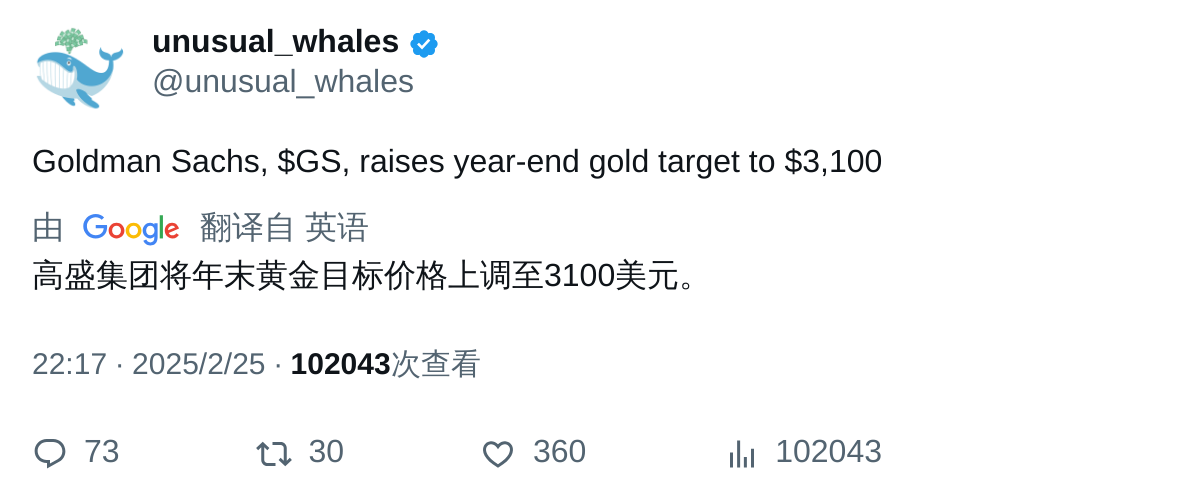 unusual_whales
@unusual_whales
Goldman Sachs, $GS, raises year-end gold target to $3,100
由 Google 翻译自 英语
高盛集团将年末黄金目标价格上调至3100美元。
22:17 · 2025/2/25 · 102043次查看
73 30 360 102043